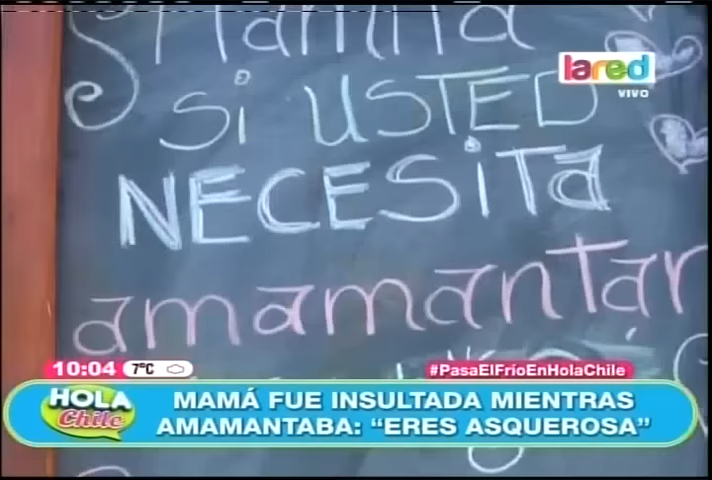 Mamita
Si USTED
NECESITA
amamantar
lared
VIVO
10:04 7°C
#PasaElFríoEnHolaChile
HOLA
Chile
MAMÁ FUE INSULTADA MIENTRAS
AMAMANTABA: “ERES ASQUEROSA”